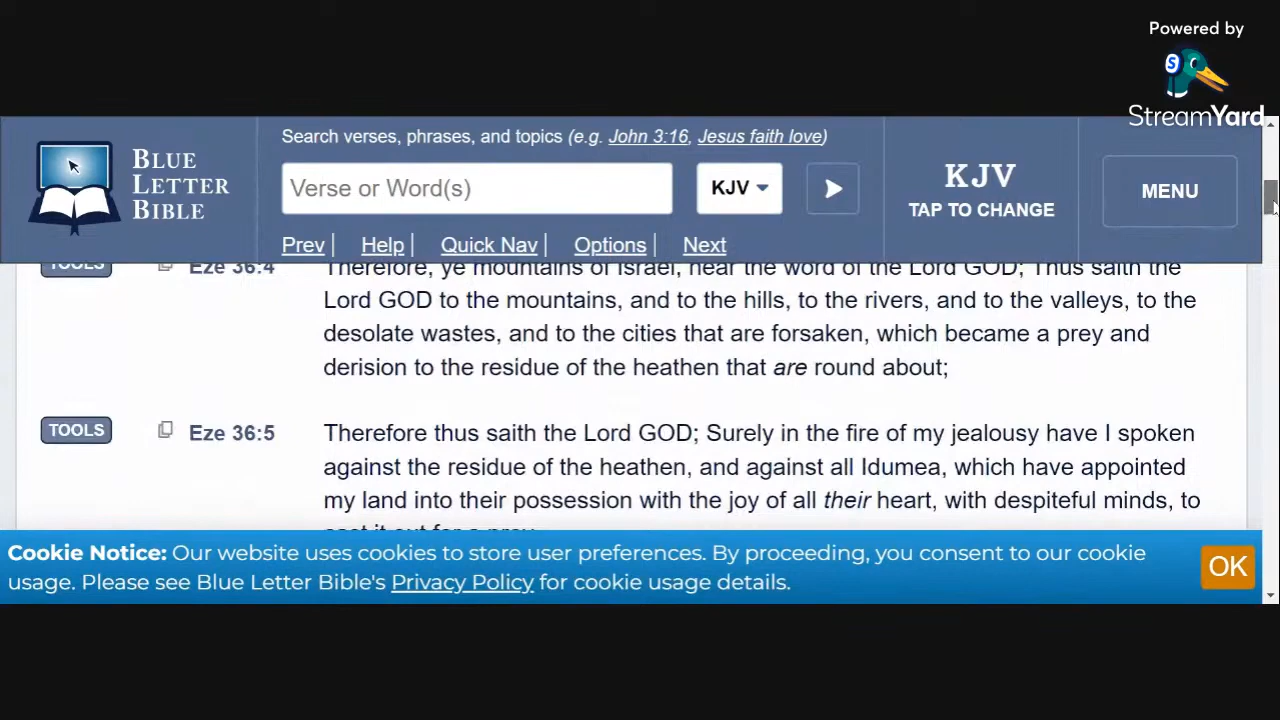 Powered by
StreamYard
Search verses, phrases, and topics (e.g. John 3:16, Jesus faith love)
BLUE
LETTER
BIBLE
Verse or Word(s)
KJV
KJV
TAP TO CHANGE
MENU
Prev | Help | Quick Nav | Options | Next
TOOLS Eze 36:4 Therefore, ye mountains of Israel, hear the word of the Lord GOD; Thus saith the
Lord GOD to the mountains, and to the hills, to the rivers, and to the valleys, to the
desolate wastes, and to the cities that are forsaken, which became a prey and
derision to the residue of the heathen that are round about;
TOOLS Eze 36:5 Therefore thus saith the Lord GOD; Surely in the fire of my jealousy have I spoken
against the residue of the heathen, and against all Idumea, which have appointed
my land into their possession with the joy of all their heart, with despiteful minds, to
cast it out for a prey
Cookie Notice: Our website uses cookies to store user preferences. By proceeding, you consent to our cookie
usage. Please see Blue Letter Bible's Privacy Policy for cookie usage details.
OK